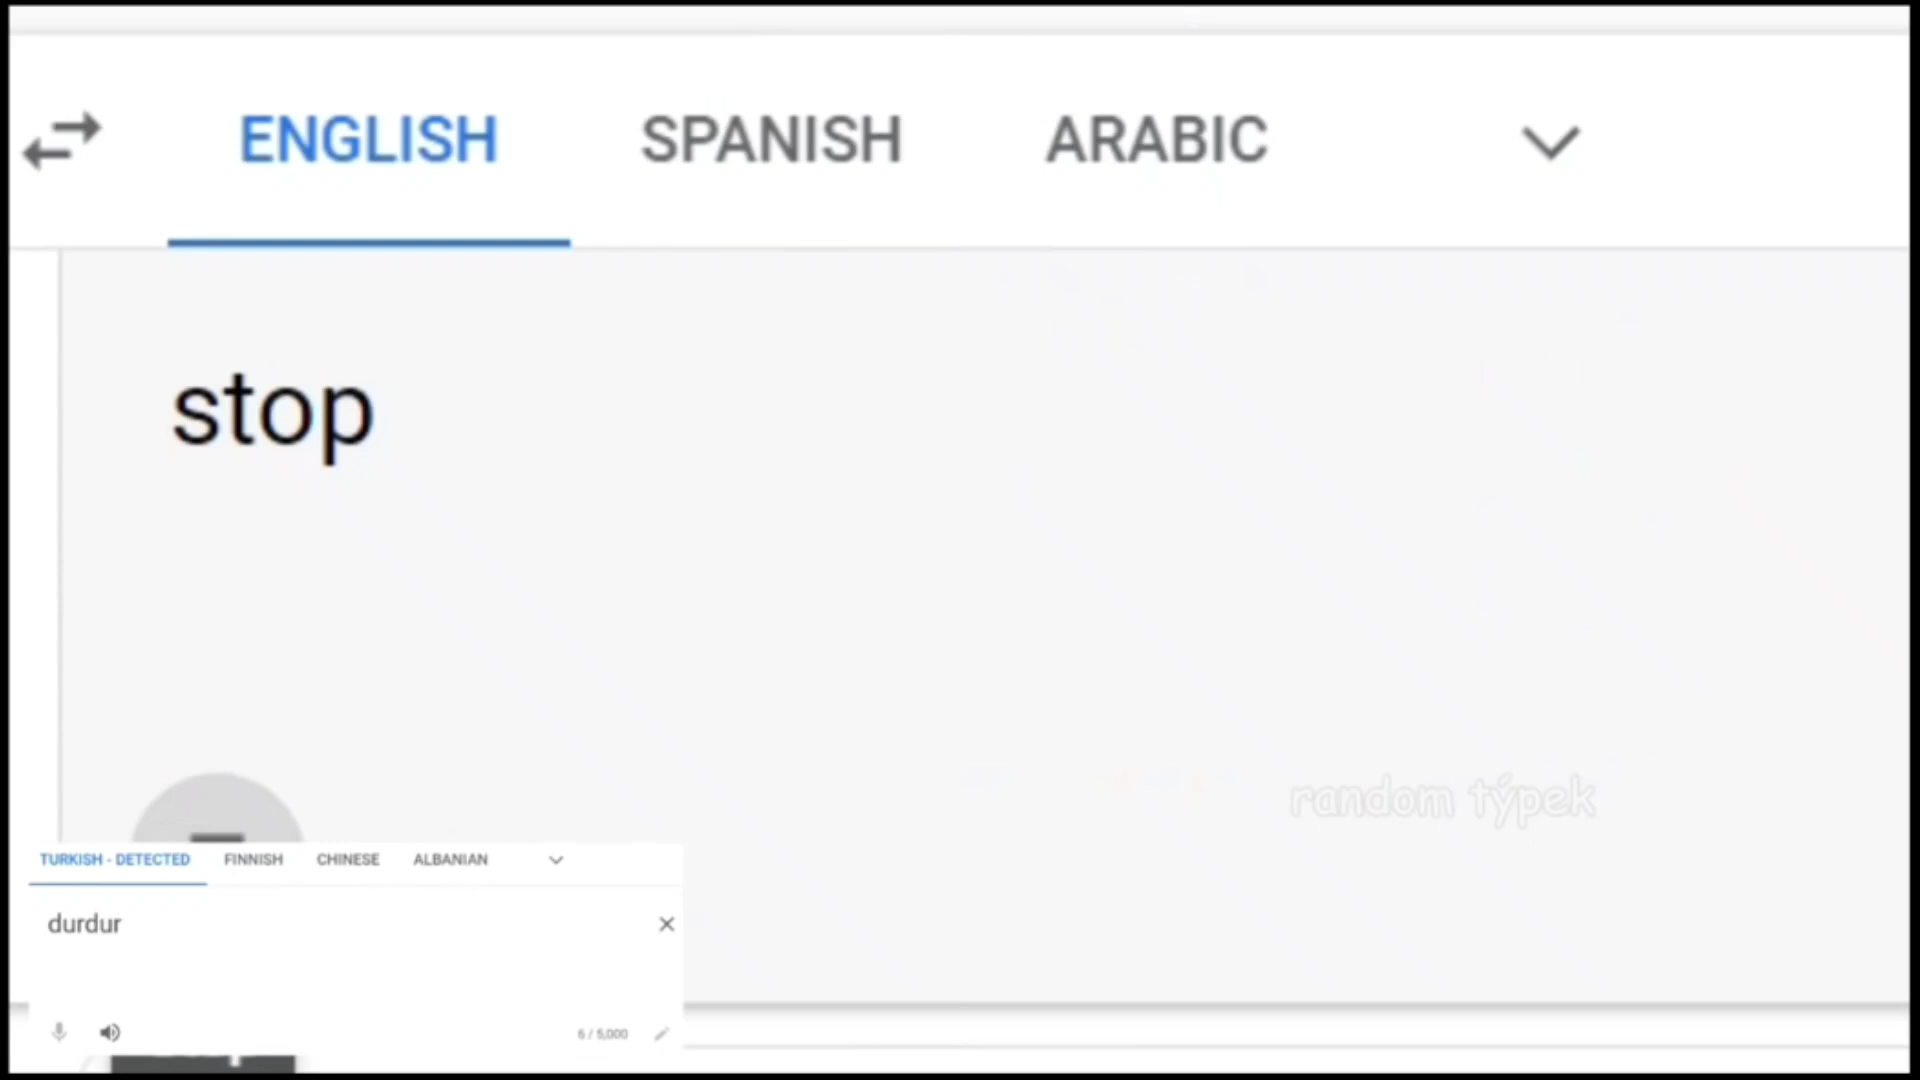 ENGLISH SPANISH ARABIC
stop
random týpek
TURKISH - DETECTED FINNISH CHINESE ALBANIAN
durdur
6 / 5,000